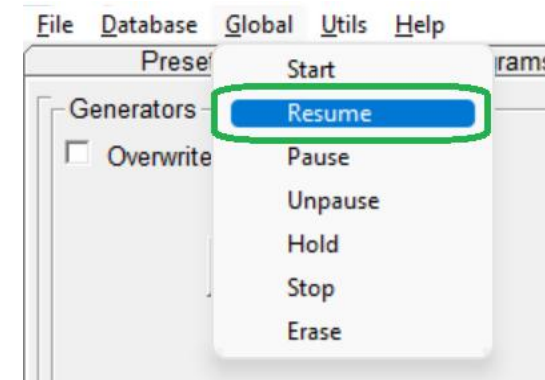 File Database Global Utils Help
Start
Generators
Resume
Overwrite
Pause
Unpause
Hold
Stop
Erase